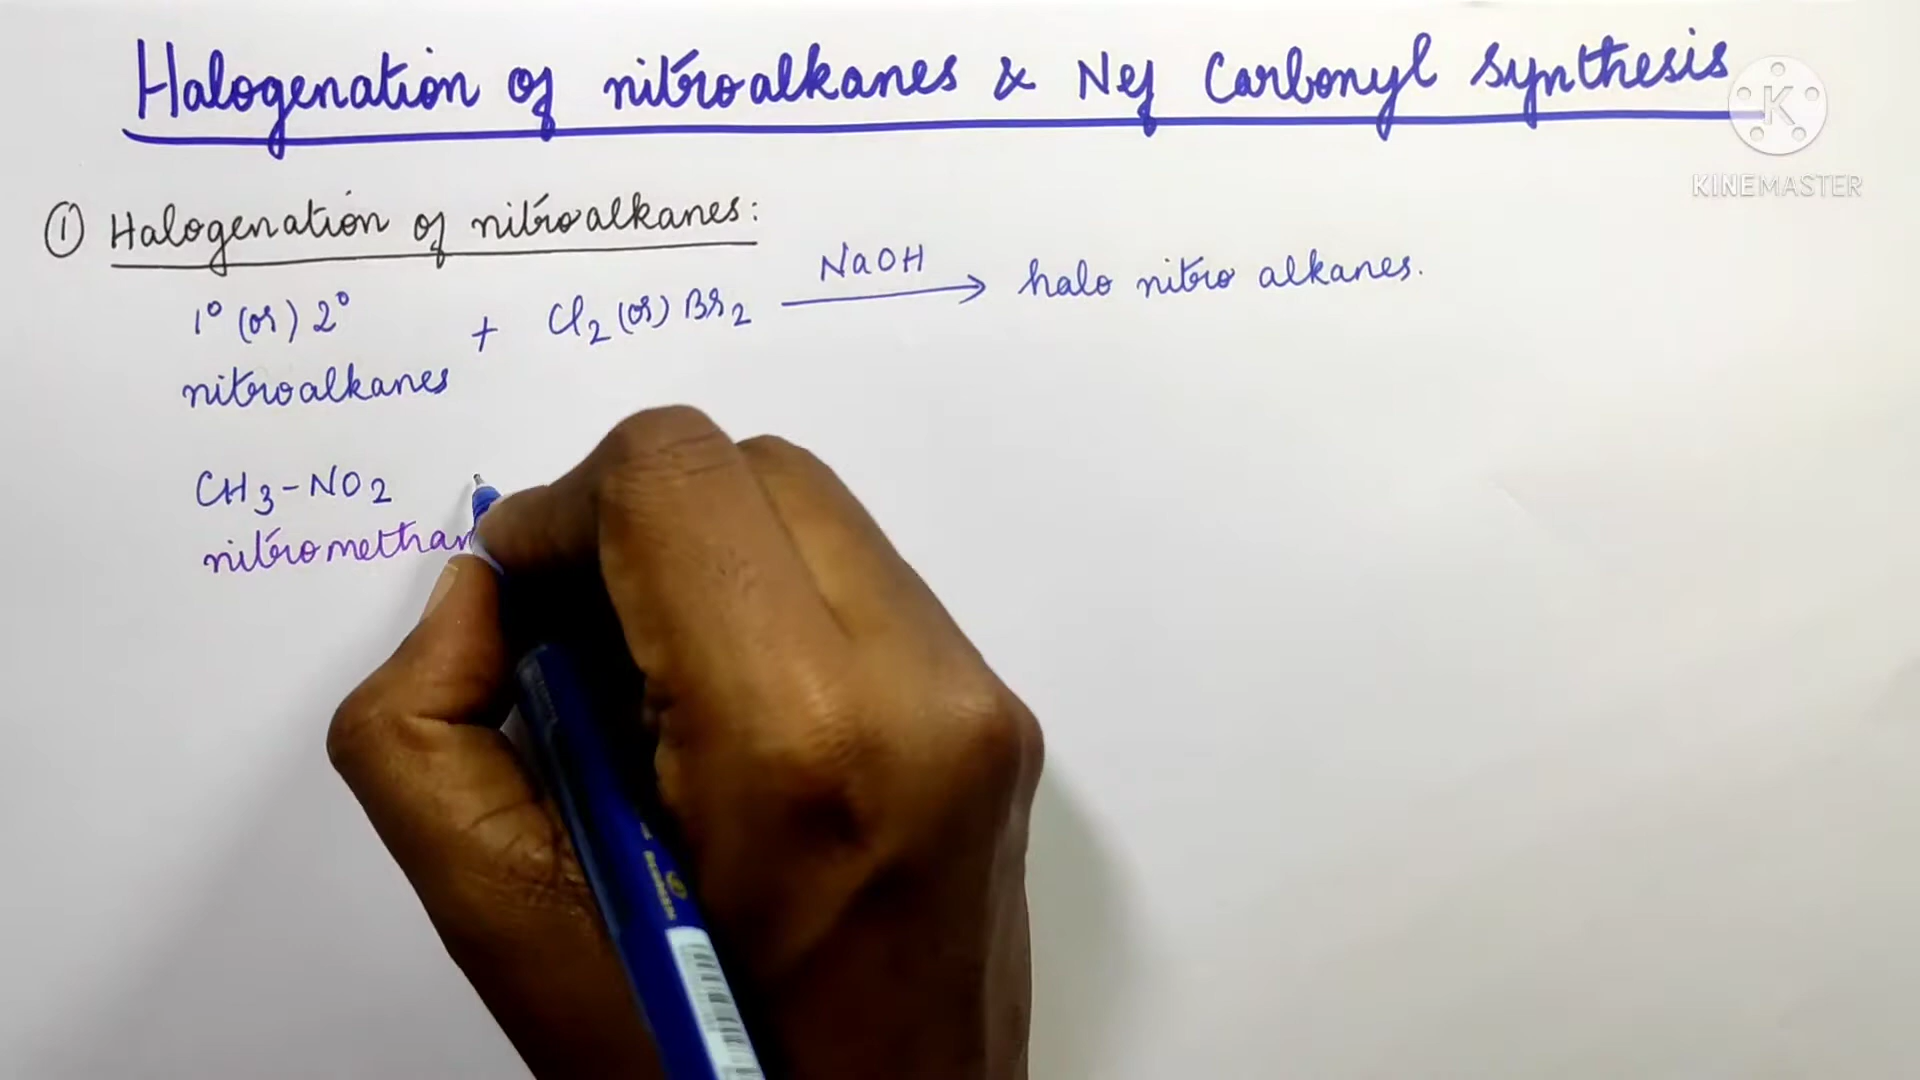 Halogenation of nitroalkanes & Nef Carbonyl synthesis
KINEMASTER
① Halogenation of nitroalkanes:
1° (or) 2° nitroalkanes + Cl₂ (or) Br₂ NaOH → halo nitro alkanes.
CH₃-NO₂
nitromethan